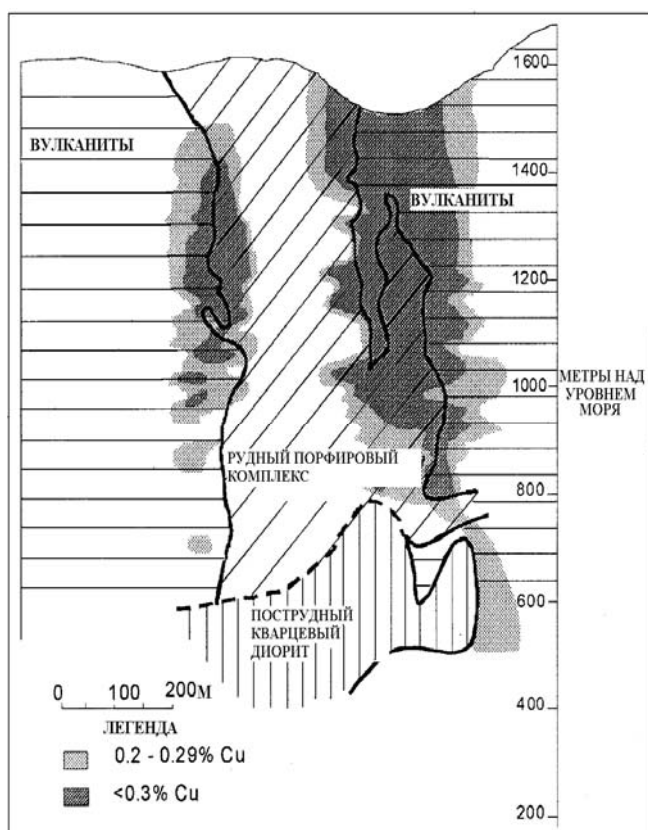 1600
ВУЛКАНИТЫ
1400
ВУЛКАНИТЫ
1200
1000
МЕТРЫ НАД
УРОВНЕМ
МОРЯ
РУДНЫЙ ПОРФИРОВЫЙ
КОМПЛЕКС
800
600
ПОСТРУДНЫЙ
КВАРЦЕВЫЙ
ДИОРИТ
0 100 200М
400
ЛЕГЕНДА
0.2 - 0.29% Cu
<0.3% Cu
200